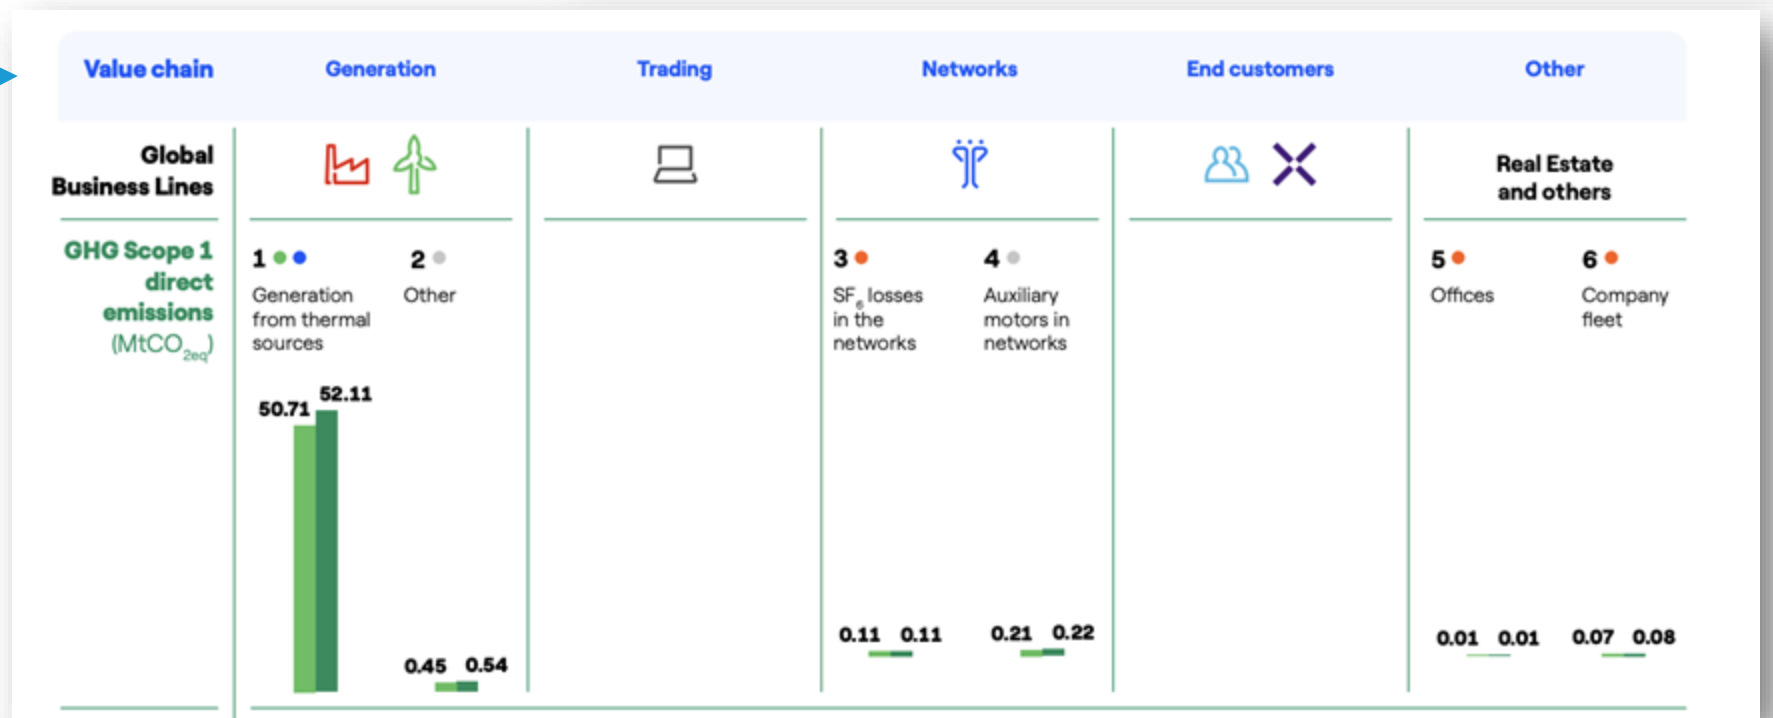 Value chain
Generation
Trading
Networks
End customers
Other
Global
Business Lines
Real Estate
and others
GHG Scope 1
direct
emissions
(MtCO2eq)
1
Generation
from thermal
sources
2
Other
3
SF6 losses
in the
networks
4
Auxiliary
motors in
networks
5
Offices
6
Company
fleet
50.71 52.11
0.45 0.54
0.11 0.11
0.21 0.22
0.01 0.01
0.07 0.08